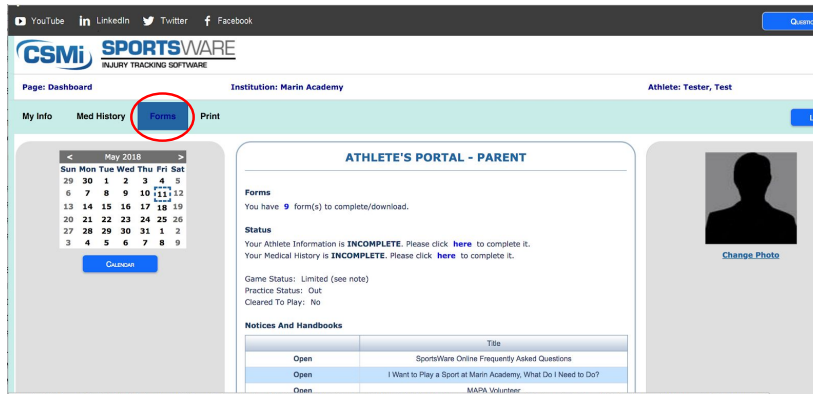 YouTube in LinkedIn Twitter f Facebook
CSMi SPORTSWARE
INJURY TRACKING SOFTWARE
Page: Dashboard Institution: Marin Academy Athlete: Tester, Test
My Info Med History Forms Print
< May 2018 >
Sun Mon Tue Wed Thu Fri Sat
29 30 1 2 3 4 5
6 7 8 9 10 11 12
13 14 15 16 17 18 19
20 21 22 23 24 25 26
27 28 29 30 31 1 2
3 4 5 6 7 8 9
CALENDAR
ATHLETE'S PORTAL - PARENT
Forms
You have 9 form(s) to complete/download.
Status
Your Athlete Information is INCOMPLETE. Please click here to complete it.
Your Medical History is INCOMPLETE. Please click here to complete it.
Game Status: Limited (see note)
Practice Status: Out
Cleared To Play: No
Notices And Handbooks
Title
Open SportsWare Online Frequently Asked Questions
Open I Want to Play a Sport at Marin Academy, What Do I Need to Do?
Open MAPA Volunteer
Change Photo